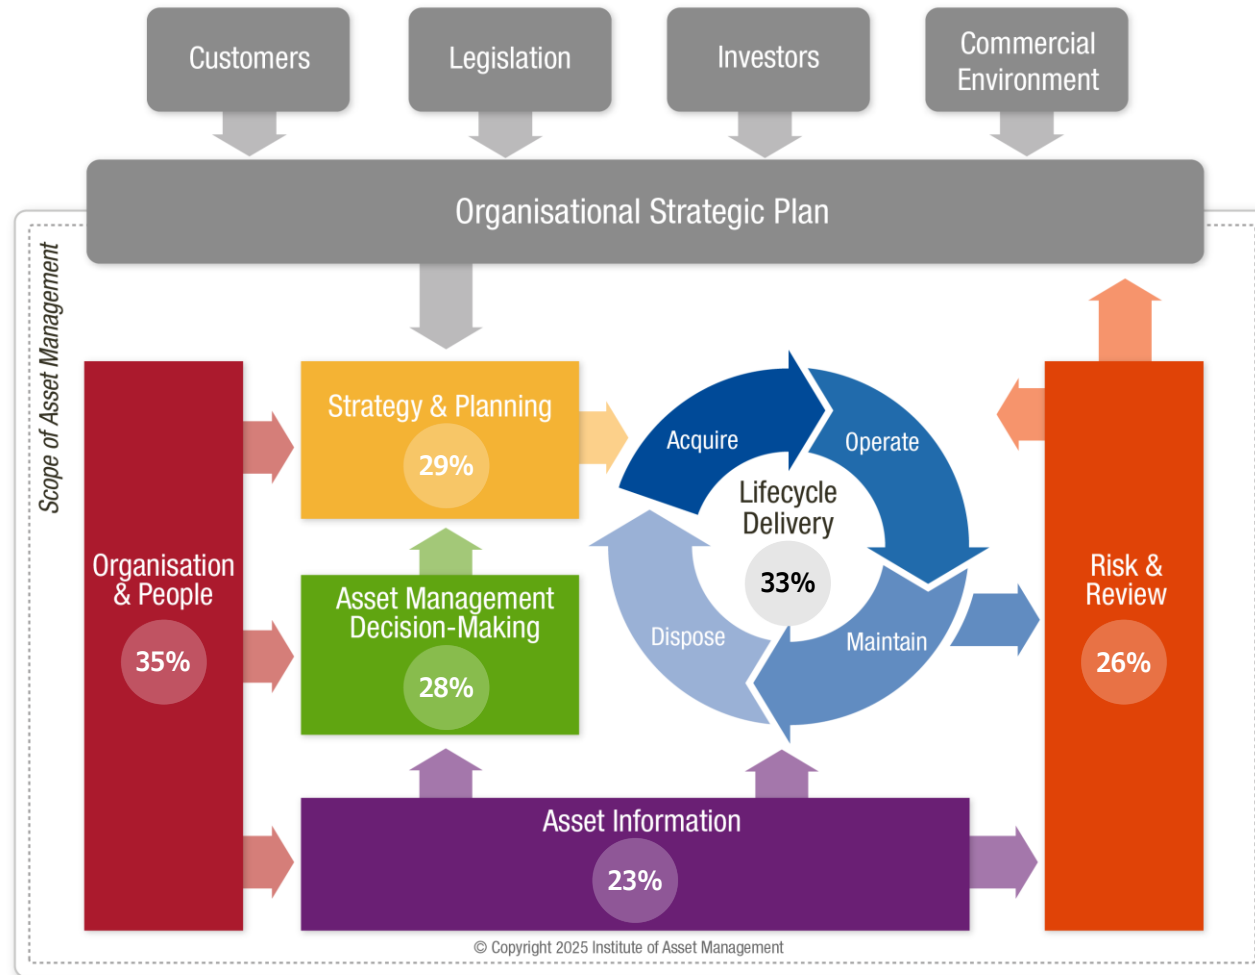 Customers
Legislation
Investors
Commercial
Environment
Organisational Strategic Plan
Scope of Asset Management
Organisation
& People
35%
Strategy & Planning
29%
Asset Management
Decision-Making
28%
Acquire
Operate
Lifecycle
Delivery
33%
Dispose
Maintain
Risk &
Review
26%
Asset Information
23%
© Copyright 2025 Institute of Asset Management